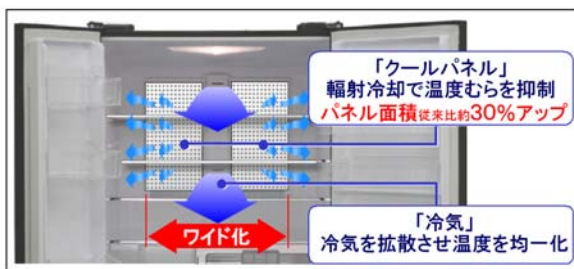 「クールパネル」
輻射冷却で温度むらを抑制
パネル面積従来比約30%アップ
ワイド化
「冷気」
冷気を拡散させ温度を均一化